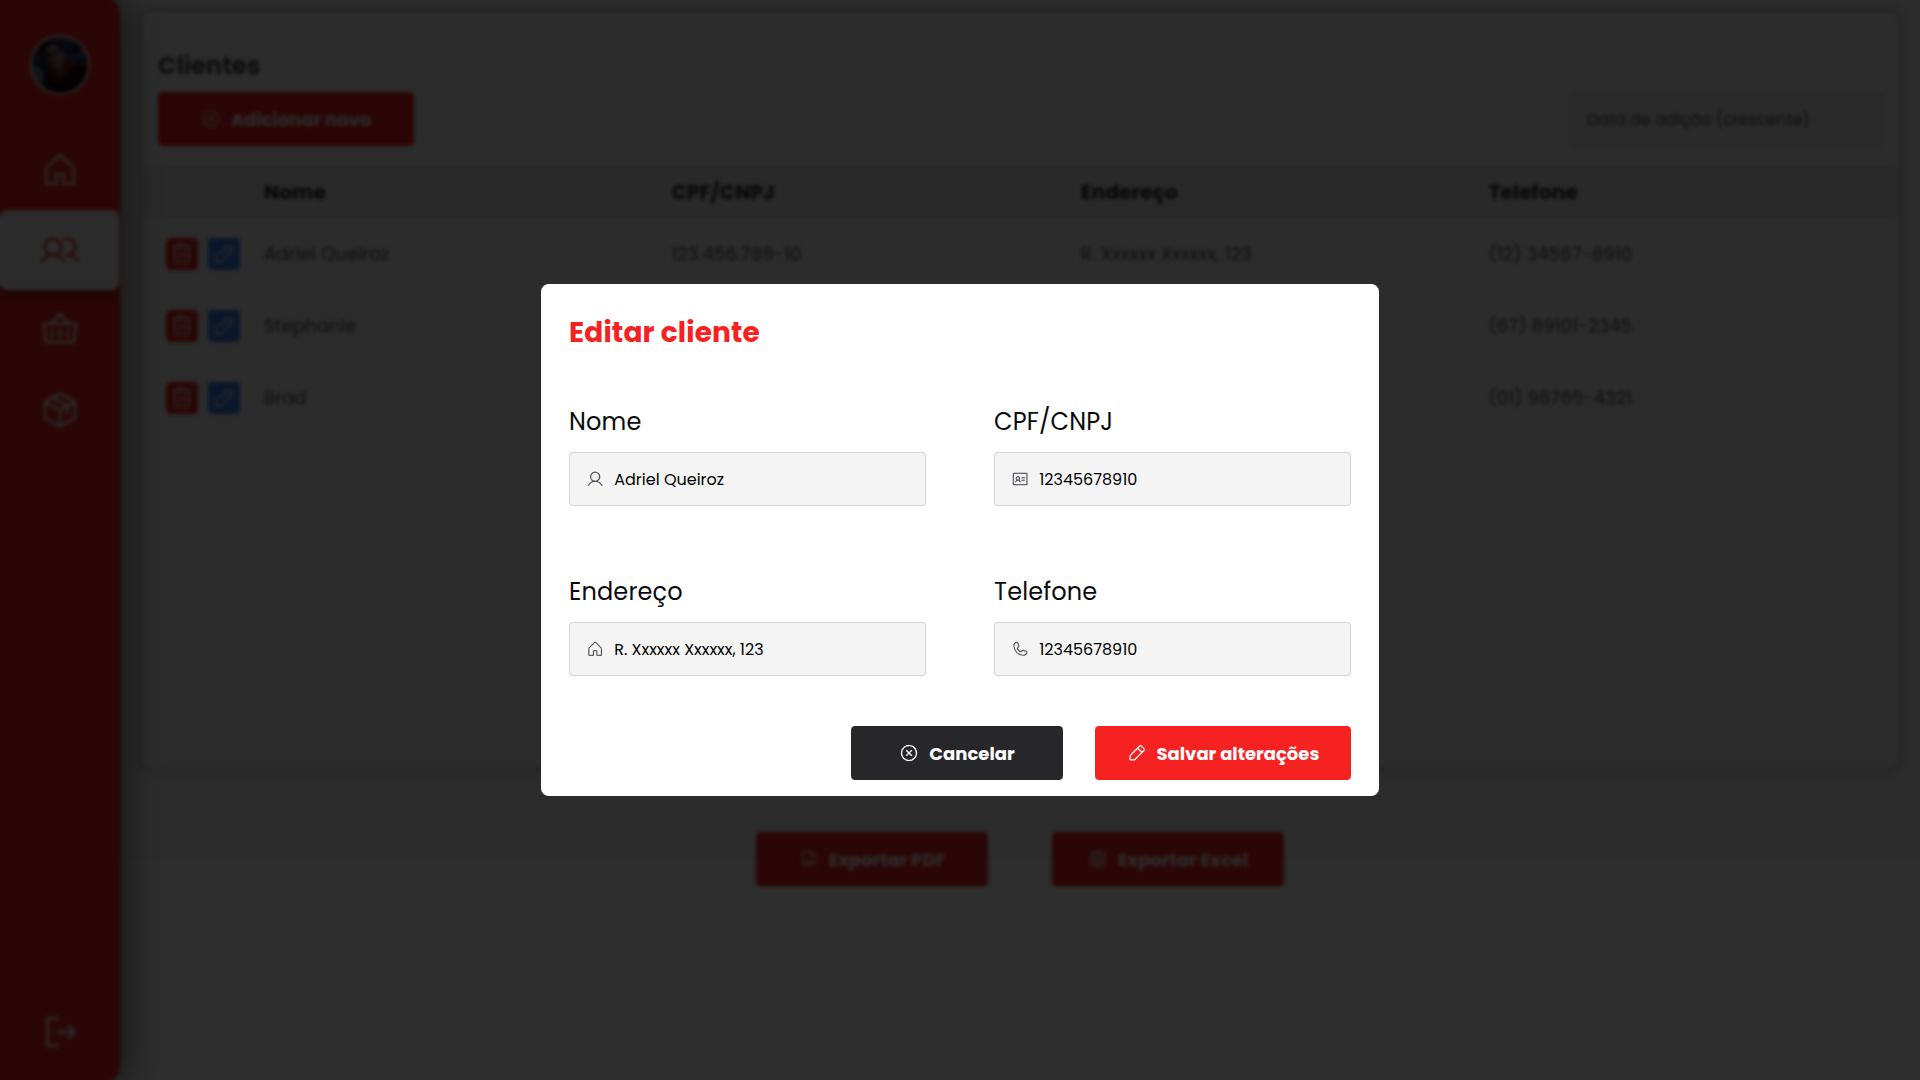 Clientes
Adicionar novo
Data de adição (crescente)
Nome CPF/CNPJ Endereço Telefone
Adriel Queiroz 123.456.789-10 R. Xxxxxx Xxxxxx, 123 (12) 34567-8910
Stephanie (67) 89101-2345
Brad (01) 98765-4321
Editar cliente
Nome CPF/CNPJ
Adriel Queiroz 12345678910
Endereço Telefone
R. Xxxxxx Xxxxxx, 123 12345678910
Cancelar Salvar alterações
Exportar PDF Exportar Excel